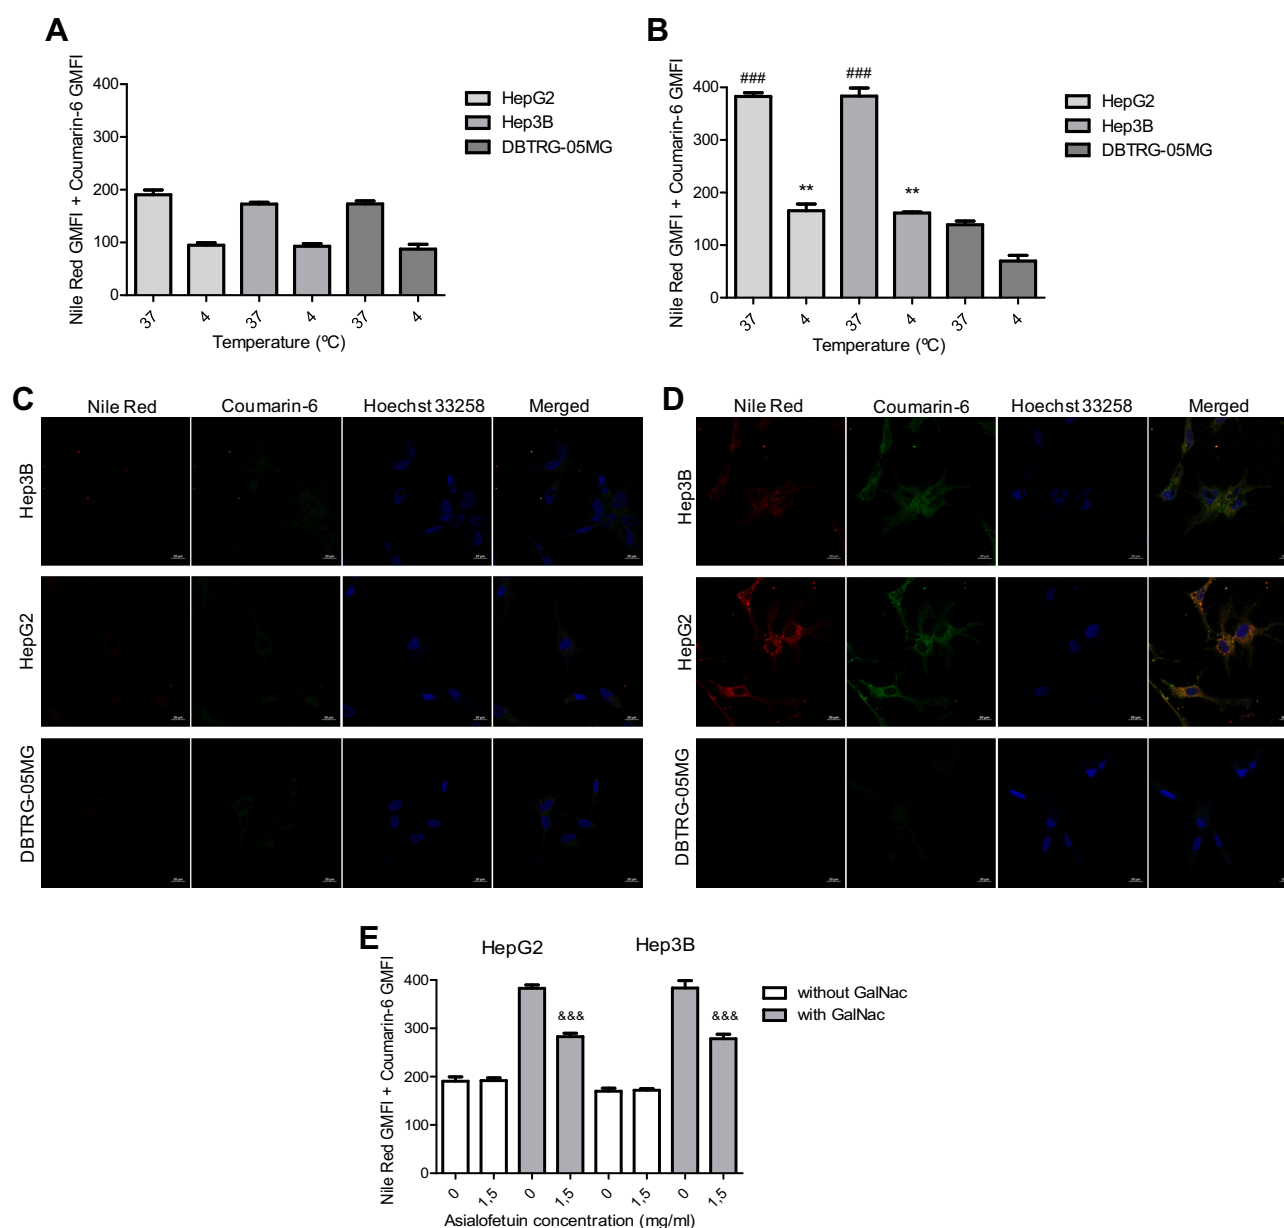 A
Nile Red GMFI + Coumarin-6 GMFI
400
300
200
100
0
37
4
37
4
37
4
Temperature (ºC)
HepG2
Hep3B
DBTRG-05MG
B
Nile Red GMFI + Coumarin-6 GMFI
400
300
200
100
0
###
**
###
**
37
4
37
4
37
4
Temperature (ºC)
HepG2
Hep3B
DBTRG-05MG
C
Nile Red Coumarin-6 Hoechst 33258 Merged
Hep3B
HepG2
DBTRG-05MG
D
Nile Red Coumarin-6 Hoechst 33258 Merged
Hep3B
HepG2
DBTRG-05MG
E
HepG2 Hep3B
Nile Red GMFI + Coumarin-6 GMFI
400
300
200
100
0
&&&
&&&
0
1,5
0
1,5
0
1,5
0
1,5
Asialofetuin concentration (mg/ml)
without GalNac
with GalNac